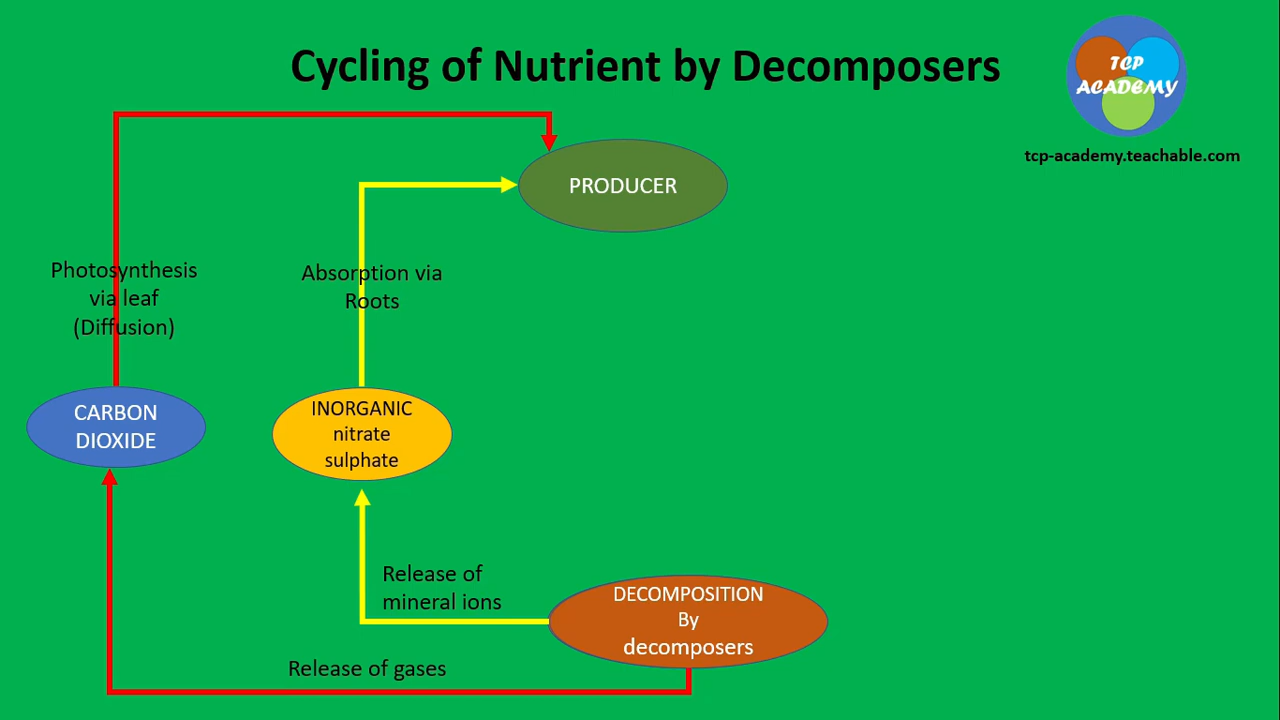 Cycling of Nutrient by Decomposers
TCP
ACADEMY
tcp-academy.teachable.com
PRODUCER
Photosynthesis
via leaf
(Diffusion)
Absorption via
Roots
CARBON
DIOXIDE
INORGANIC
nitrate
sulphate
Release of
mineral ions
DECOMPOSITION
By
decomposers
Release of gases